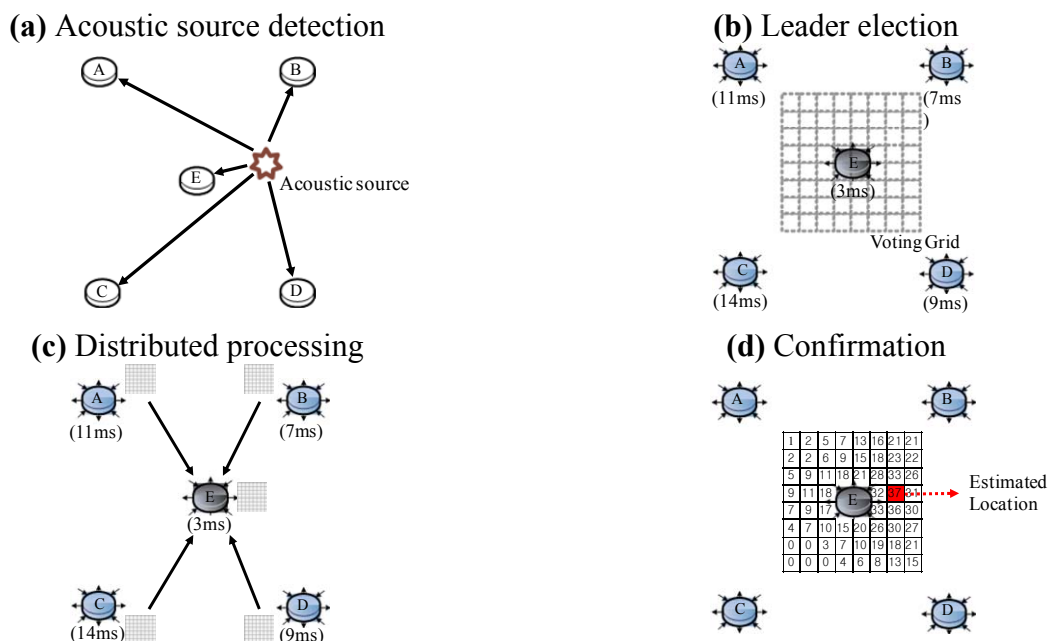 (a) Acoustic source detection
A
B
E
Acoustic source
C
D
(b) Leader election
A
B
(11ms)
(7ms
)
E
(3ms)
Voting Grid
C
D
(14ms)
(9ms)
(c) Distributed processing
A
B
(11ms)
(7ms)
E
(3ms)
C
D
(14ms)
(9ms)
(d) Confirmation
A
B
1 2 5 7 13 16 21 21
2 2 6 9 15 18 23 22
5 9 11 18 21 28 33 26
9 11 18 E 32 37 31
7 9 17 33 36 30
4 7 10 15 20 26 30 27
0 0 3 7 10 19 18 21
0 0 0 4 6 8 13 15
Estimated
Location
C
D